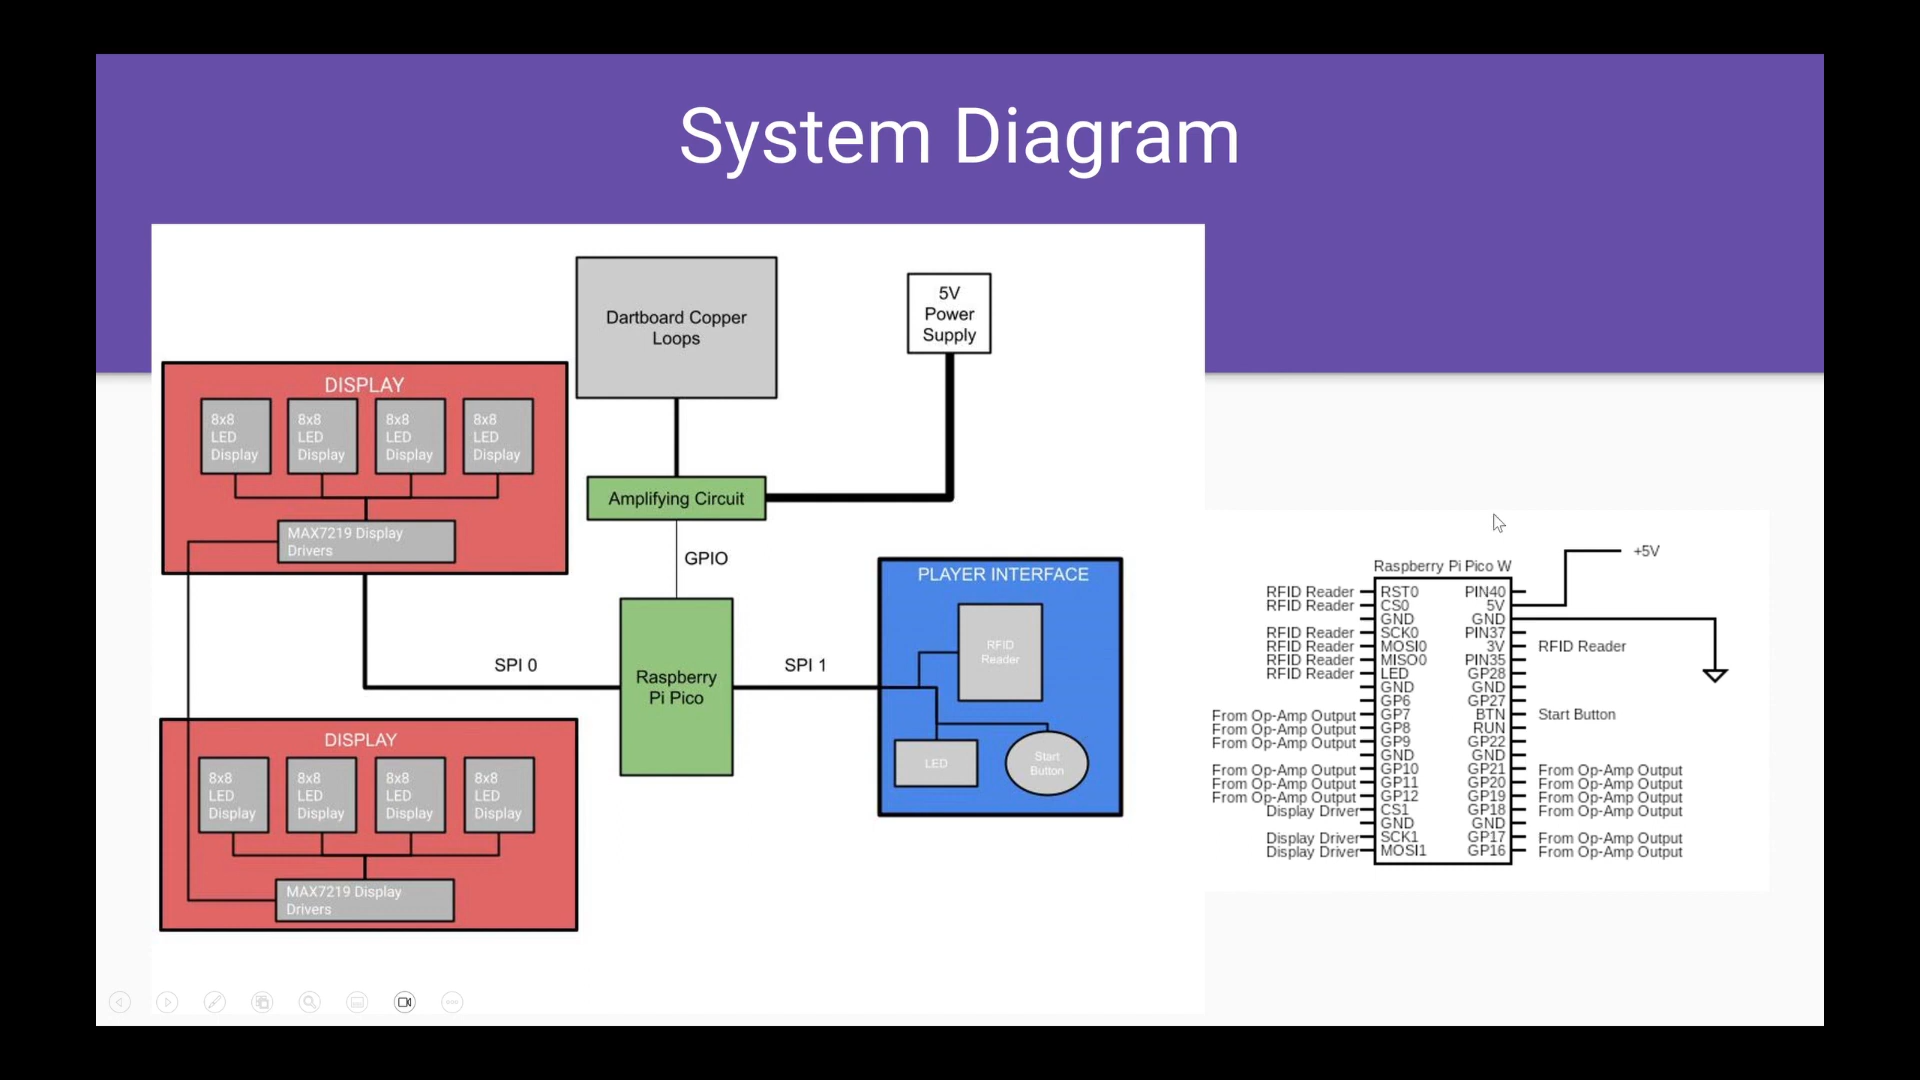 System Diagram
Dartboard Copper
Loops
5V
Power
Supply
DISPLAY
8x8
LED
Display
8x8
LED
Display
8x8
LED
Display
8x8
LED
Display
MAX7219 Display
Drivers
Amplifying Circuit
GPIO
SPI 0
Raspberry
Pi Pico
SPI 1
PLAYER INTERFACE
RFID
Reader
LED
Start
Button
DISPLAY
8x8
LED
Display
8x8
LED
Display
8x8
LED
Display
8x8
LED
Display
MAX7219 Display
Drivers
+5V
Raspberry Pi Pico W
RFID Reader RST0 PIN40
RFID Reader CS0 5V
GND GND
RFID Reader SCK0 PIN37
RFID Reader MOSI0 3V RFID Reader
RFID Reader MISO0 PIN35
RFID Reader LED GP28
GND GND
GP6 GP27
From Op-Amp Output GP7 BTN Start Button
From Op-Amp Output GP8 RUN
From Op-Amp Output GP9 GP22
GND GND
From Op-Amp Output GP10 GP21 From Op-Amp Output
From Op-Amp Output GP11 GP20 From Op-Amp Output
From Op-Amp Output GP12 GP19 From Op-Amp Output
Display Driver CS1 GP18 From Op-Amp Output
GND GND
Display Driver SCK1 GP17 From Op-Amp Output
Display Driver MOSI1 GP16 From Op-Amp Output